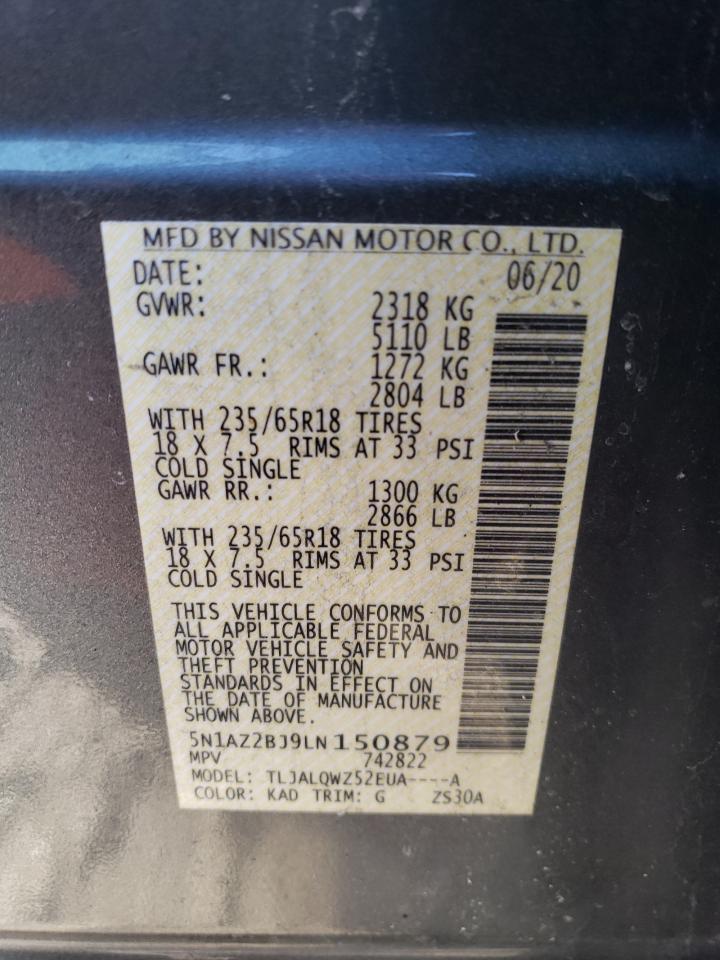 MFD BY NISSAN MOTOR CO., LTD.
DATE: 06/20
GVWR: 2318 KG
5110 LB
GAWR FR.: 1272 KG
2804 LB
WITH 235/65R18 TIRES
18 X 7.5 RIMS AT 33 PSI
COLD SINGLE
GAWR RR.: 1300 KG
2866 LB
WITH 235/65R18 TIRES
18 X 7.5 RIMS AT 33 PSI
COLD SINGLE
THIS VEHICLE CONFORMS TO
ALL APPLICABLE FEDERAL
MOTOR VEHICLE SAFETY AND
THEFT PREVENTION
STANDARDS IN EFFECT ON
THE DATE OF MANUFACTURE
SHOWN ABOVE.
5N1AZ2BJ9LN150879
MPV 742822
MODEL: TLJALQWZ52EUA----A
COLOR: KAD TRIM: G ZS30A